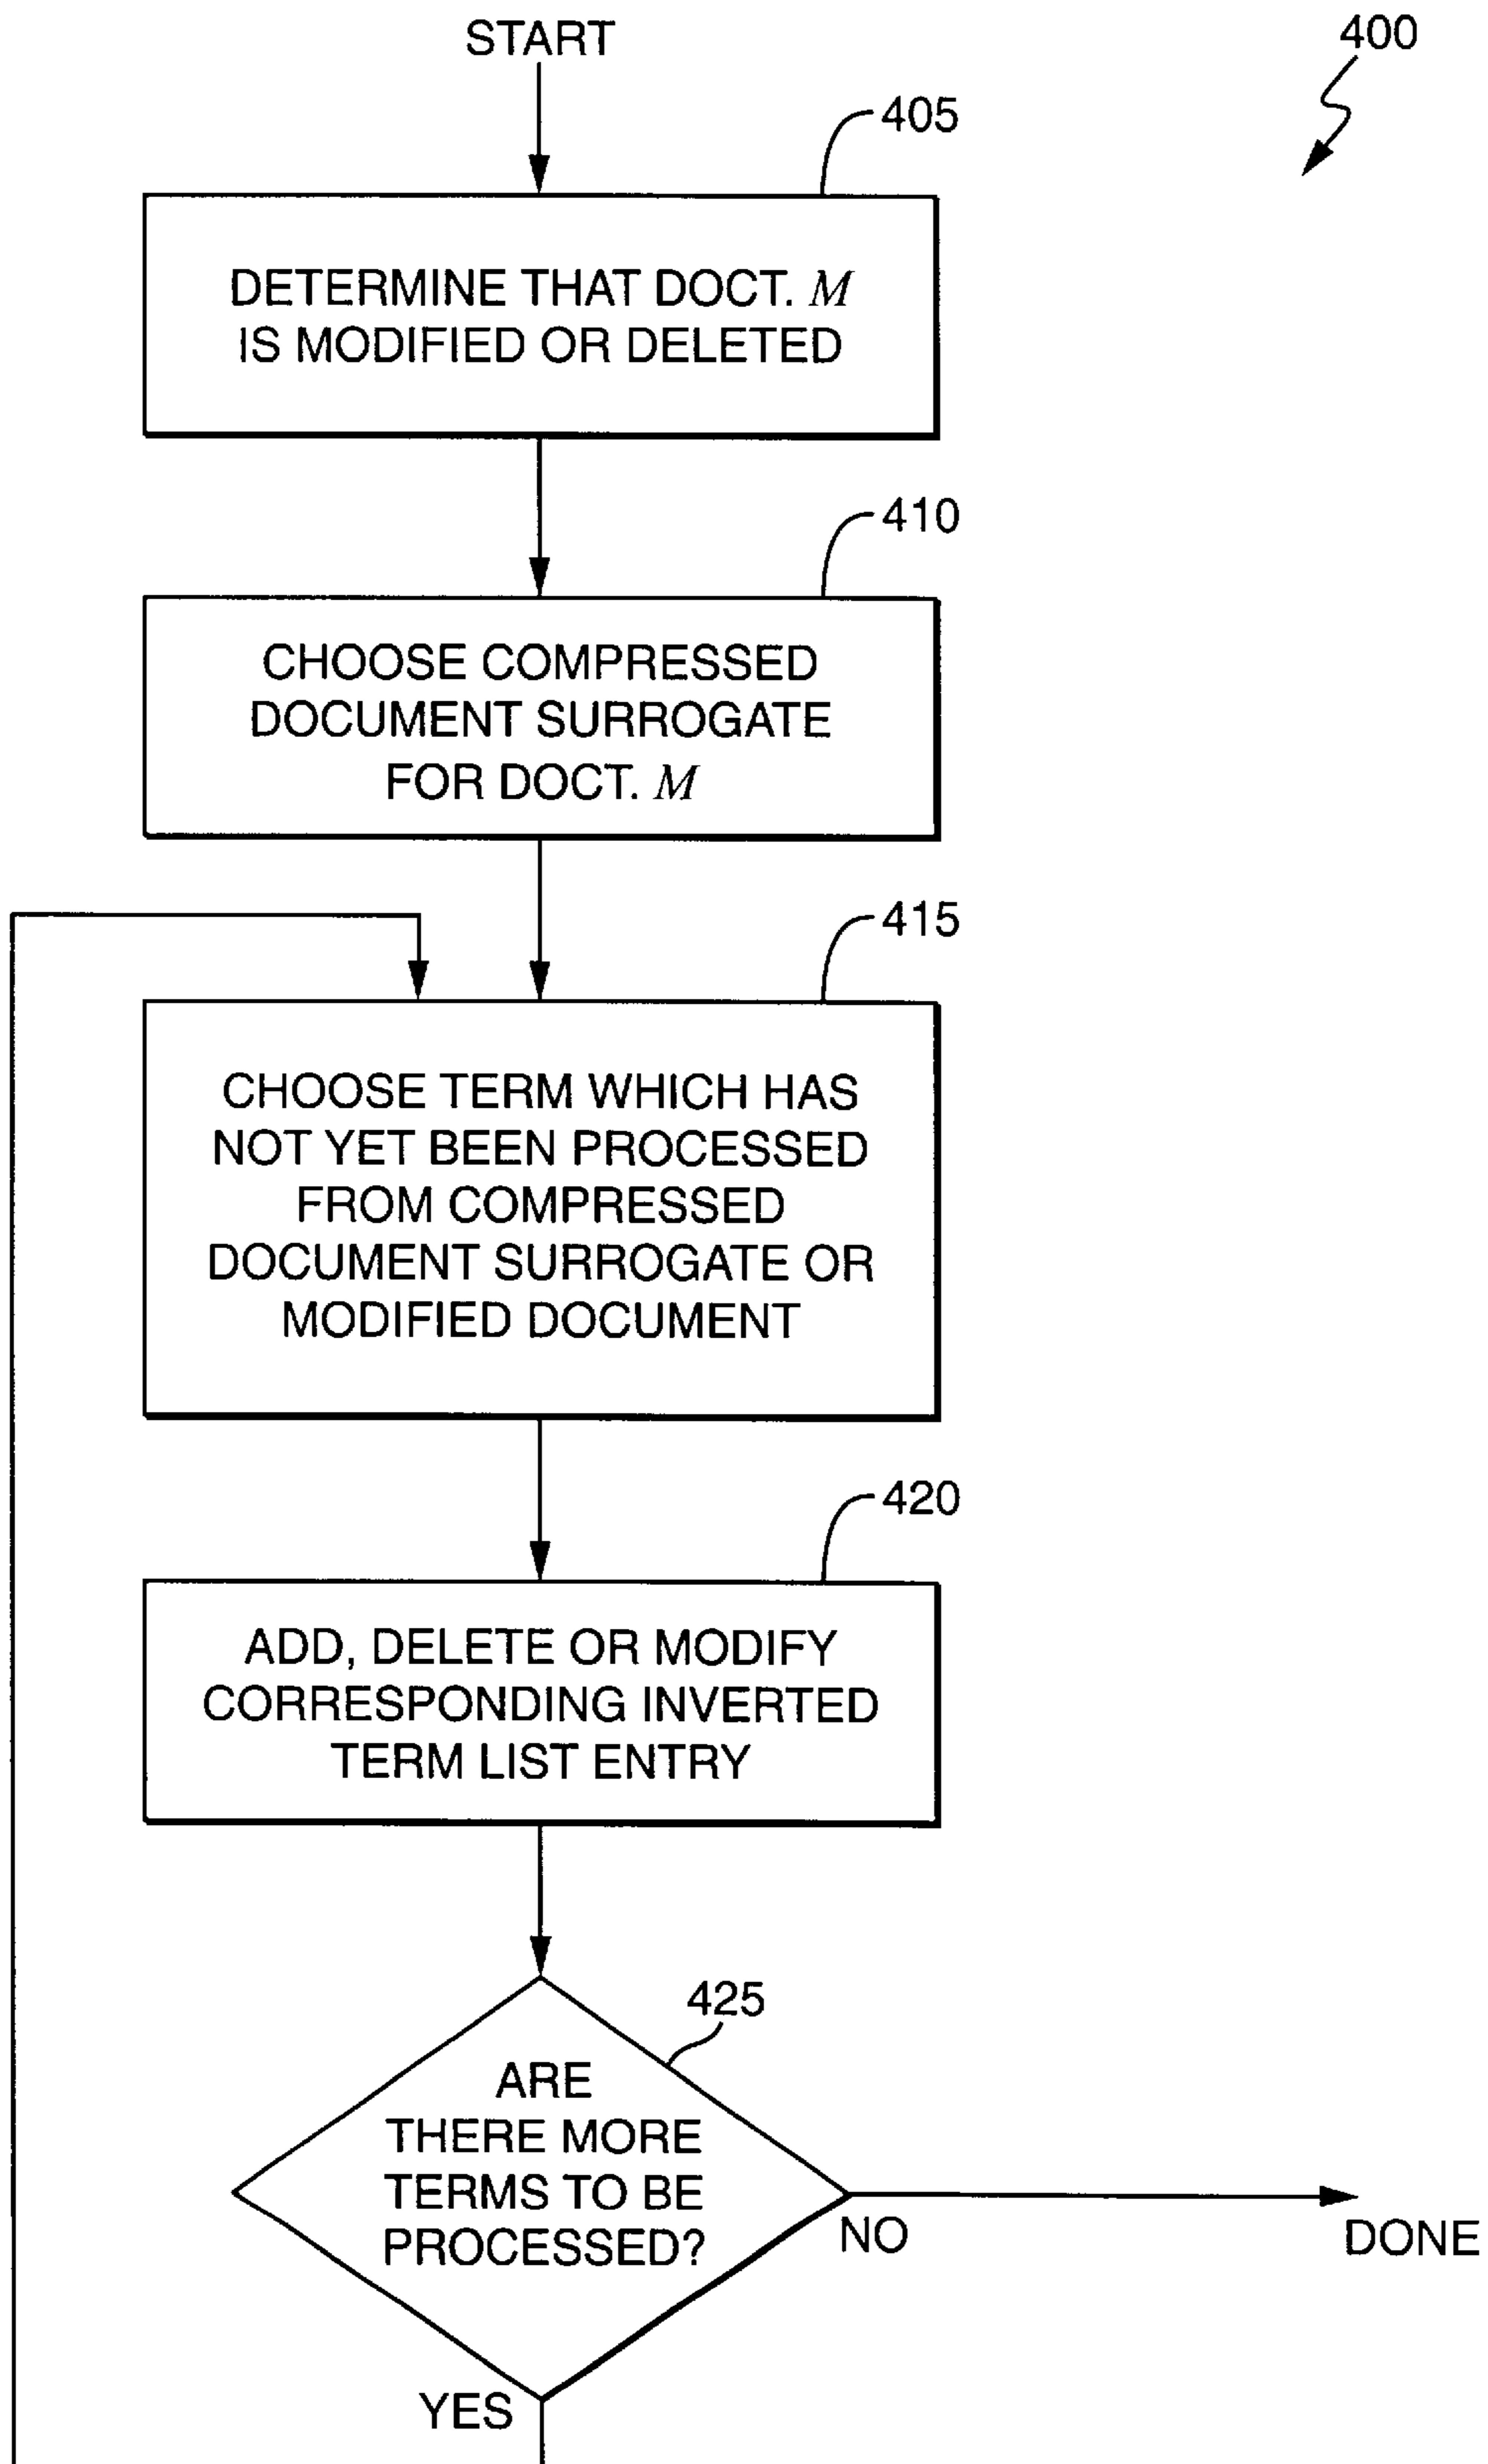 START
400
405
DETERMINE THAT DOCT. M
IS MODIFIED OR DELETED
410
CHOOSE COMPRESSED
DOCUMENT SURROGATE
FOR DOCT. M
415
CHOOSE TERM WHICH HAS
NOT YET BEEN PROCESSED
FROM COMPRESSED
DOCUMENT SURROGATE OR
MODIFIED DOCUMENT
420
ADD, DELETE OR MODIFY
CORRESPONDING INVERTED
TERM LIST ENTRY
425
ARE
THERE MORE
TERMS TO BE
PROCESSED?
NO
DONE
YES